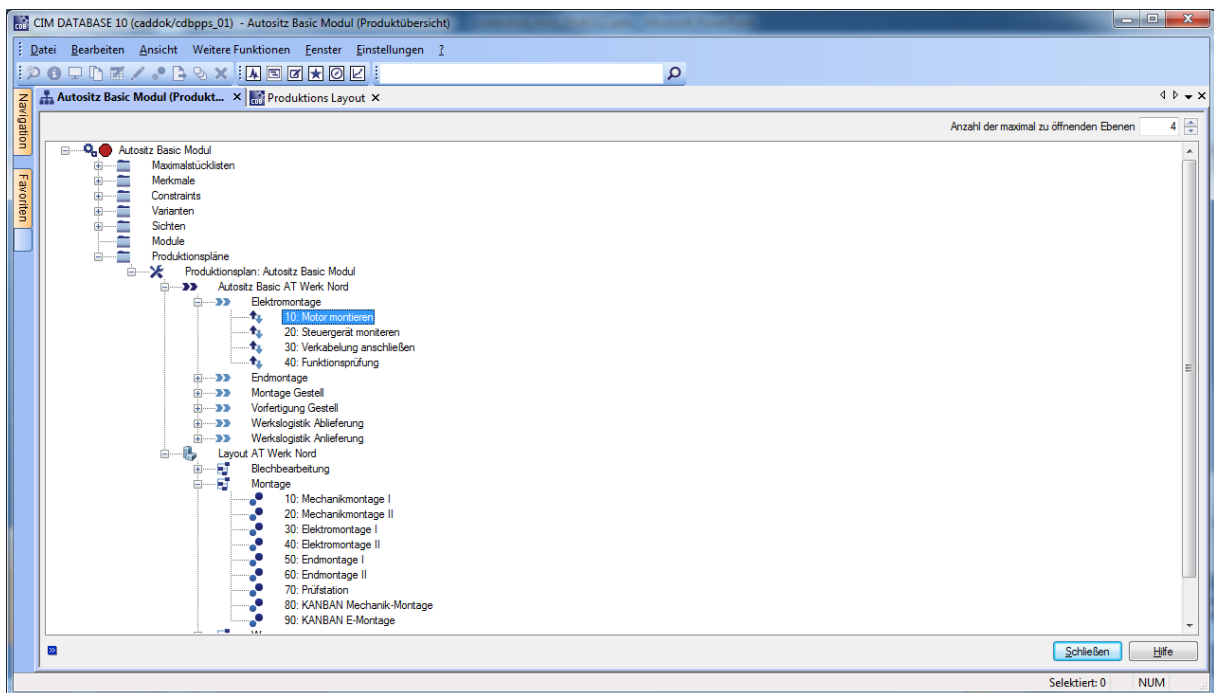 CIM DATABASE 10 (caddok/cdbpps_01) - Autositz Basic Modul (Produktübersicht)
Datei Bearbeiten Ansicht Weitere Funktionen Fenster Einstellungen ?
Navigation
Favoriten
Autositz Basic Modul (Produkt... Produktions Layout
Anzahl der maximal zu öffnenden Ebenen 4
Autositz Basic Modul
Maximalstücklisten
Merkmale
Constraints
Varianten
Sichten
Module
Produktionspläne
Produktionsplan: Autositz Basic Modul
Autositz Basic AT Werk Nord
Elektromontage
10: Motor montieren
20: Steuergerät moniteren
30: Verkabelung anschließen
40: Funktionsprüfung
Endmontage
Montage Gestell
Vorfertigung Gestell
Werkslogistik Ablieferung
Werkslogistik Anlieferung
Layout AT Werk Nord
Blechbearbeitung
Montage
10: Mechanikmontage I
20: Mechanikmontage II
30: Elektromontage I
40: Elektromontage II
50: Endmontage I
60: Endmontage II
70: Prüfstation
80: KANBAN Mechanik-Montage
90: KANBAN E-Montage
Schließen Hilfe
Selektiert: 0 NUM